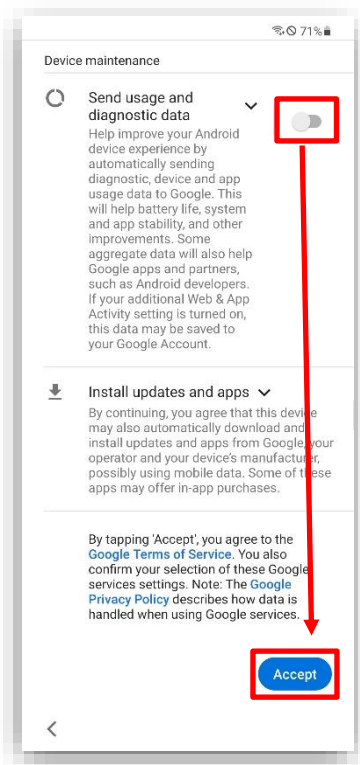 71%
Device maintenance
Send usage and
diagnostic data
Help improve your Android
device experience by
automatically sending
diagnostic, device and app
usage data to Google. This
will help battery life, system
and app stability, and other
improvements. Some
aggregate data will also help
Google apps and partners,
such as Android developers.
If your additional Web & App
Activity setting is turned on,
this data may be saved to
your Google Account.
Install updates and apps
By continuing, you agree that this device
may also automatically download and
install updates and apps from Google, your
operator and your device's manufacturer,
possibly using mobile data. Some of these
apps may offer in-app purchases.
By tapping 'Accept', you agree to the
Google Terms of Service. You also
confirm your selection of these Google
services settings. Note: The Google
Privacy Policy describes how data is
handled when using Google services.
Accept